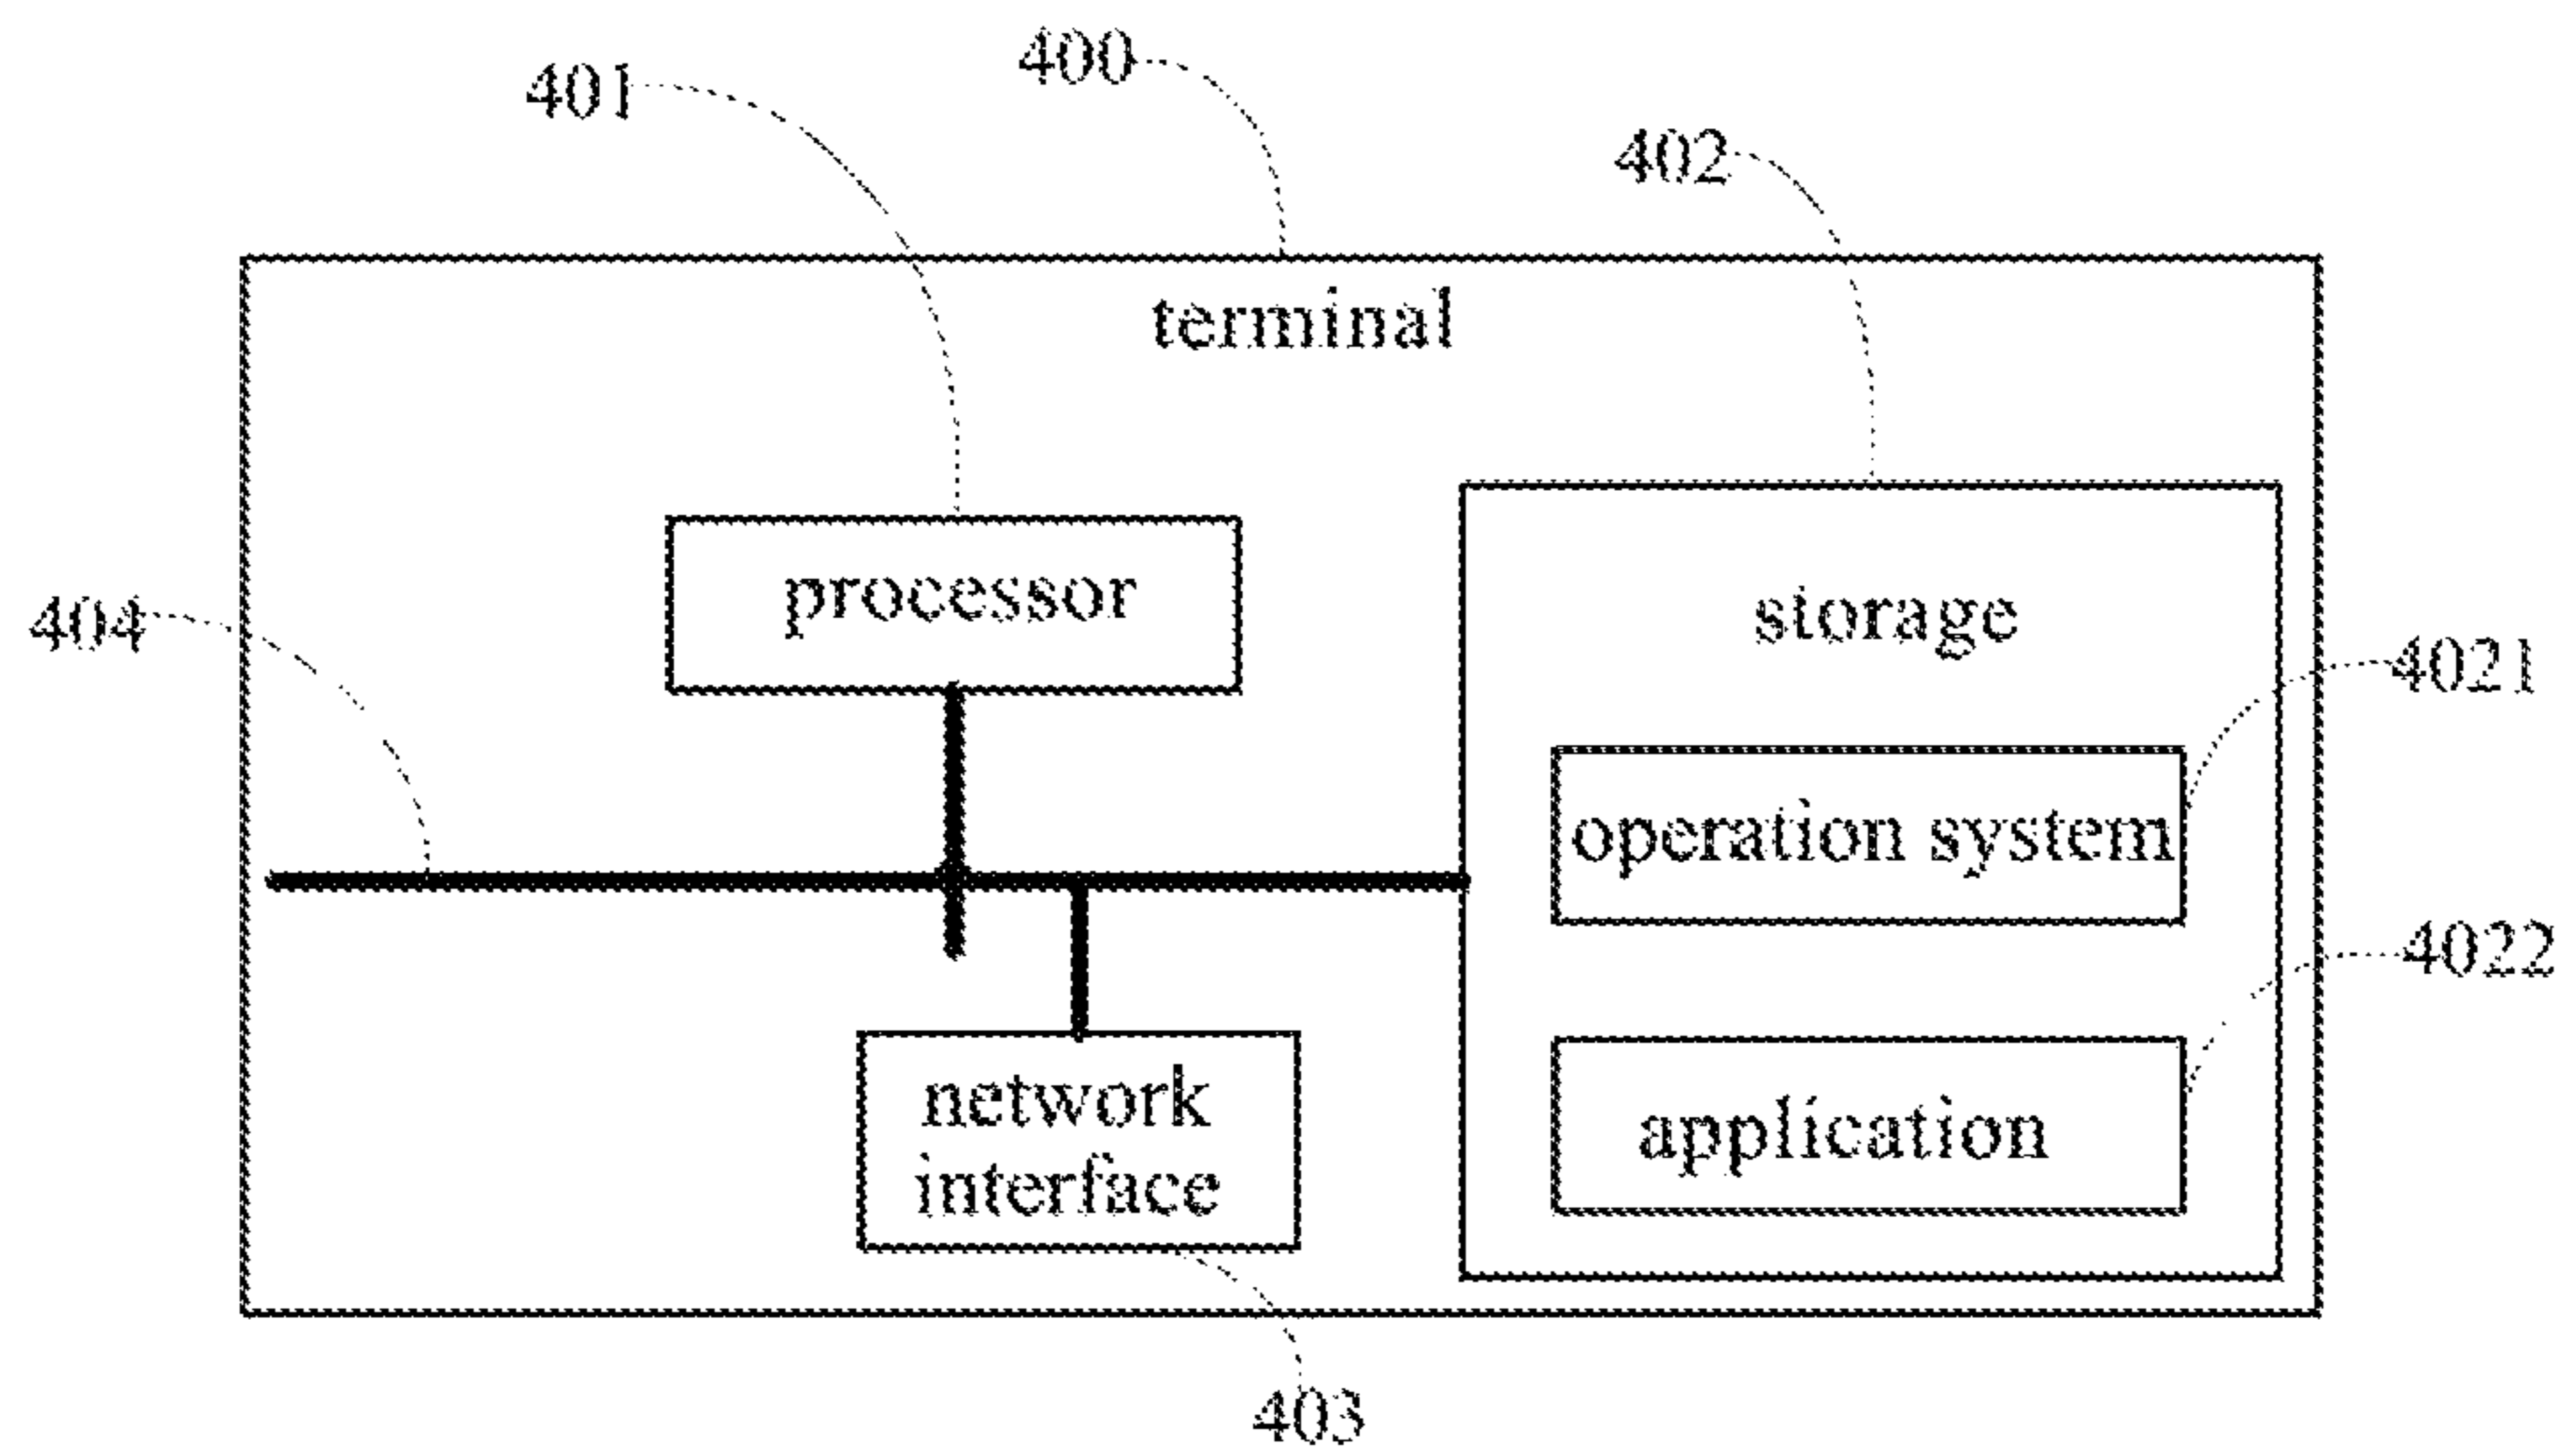 400
401
402
terminal
processor
404
storage
4021
operation system
4022
network
interface
application
403